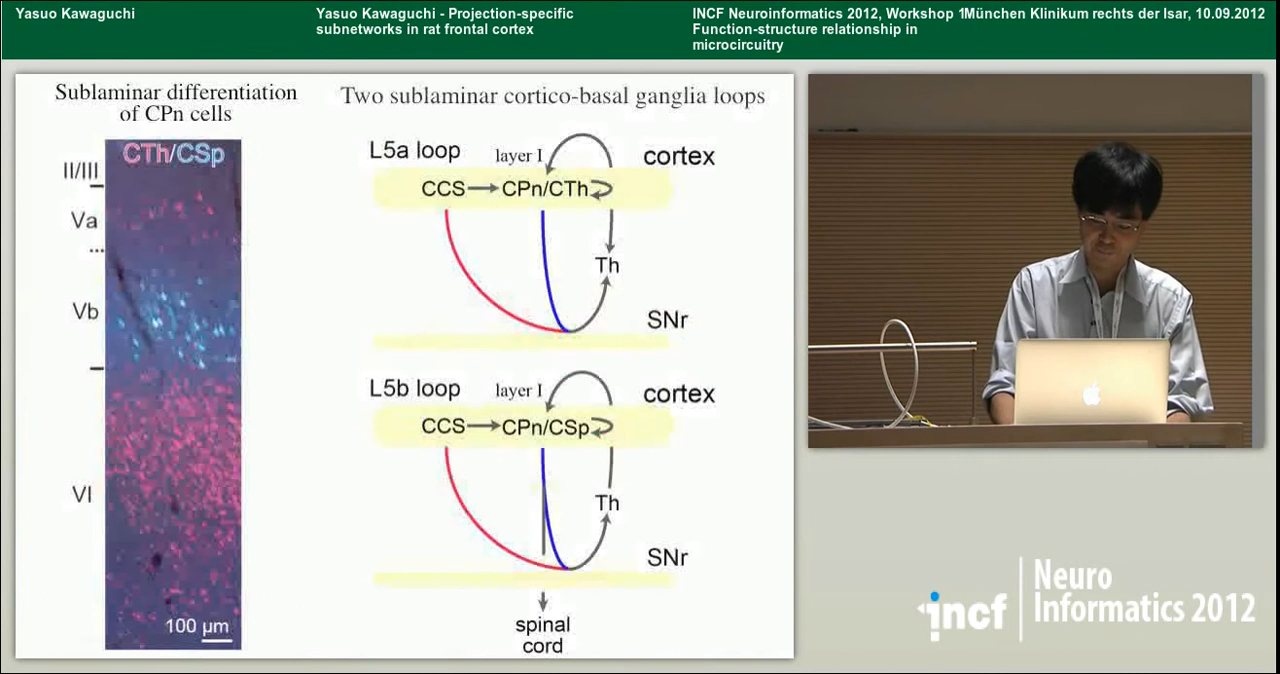 Yasuo Kawaguchi
Yasuo Kawaguchi - Projection-specific
subnetworks in rat frontal cortex
INCF Neuroinformatics 2012, Workshop 1München Klinikum rechts der Isar, 10.09.2012
Function-structure relationship in
microcircuitry
Sublaminar differentiation
of CPn cells
CTh/CSp
II/III
Va
...
Vb
VI
100 µm
Two sublaminar cortico-basal ganglia loops
L5a loop
layer I
cortex
CCS
CPn/CTh
Th
SNr
L5b loop
layer I
cortex
CCS
CPn/CSp
Th
SNr
spinal
cord
incf
Neuro
Informatics 2012